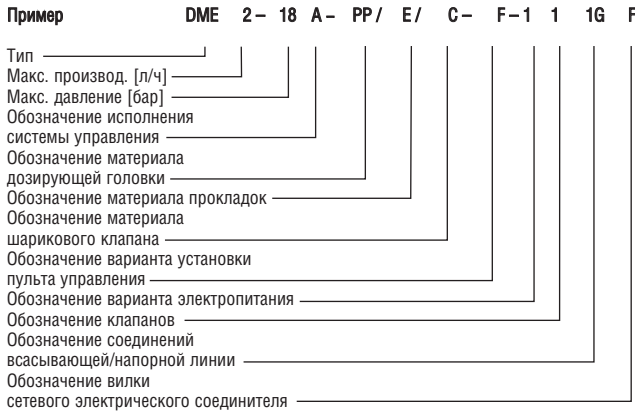 Пример DME 2 – 18 A – PP / E / C – F – 1 1 1G F
Тип
Макс. производ. [л/ч]
Макс. давление [бар]
Обозначение исполнения
системы управления
Обозначение материала
дозирующей головки
Обозначение материала прокладок
Обозначение материала
шарикового клапана
Обозначение варианта установки
пульта управления
Обозначение варианта электропитания
Обозначение клапанов
Обозначение соединений
всасывающей/напорной линии
Обозначение вилки
сетевого электрического соединителя